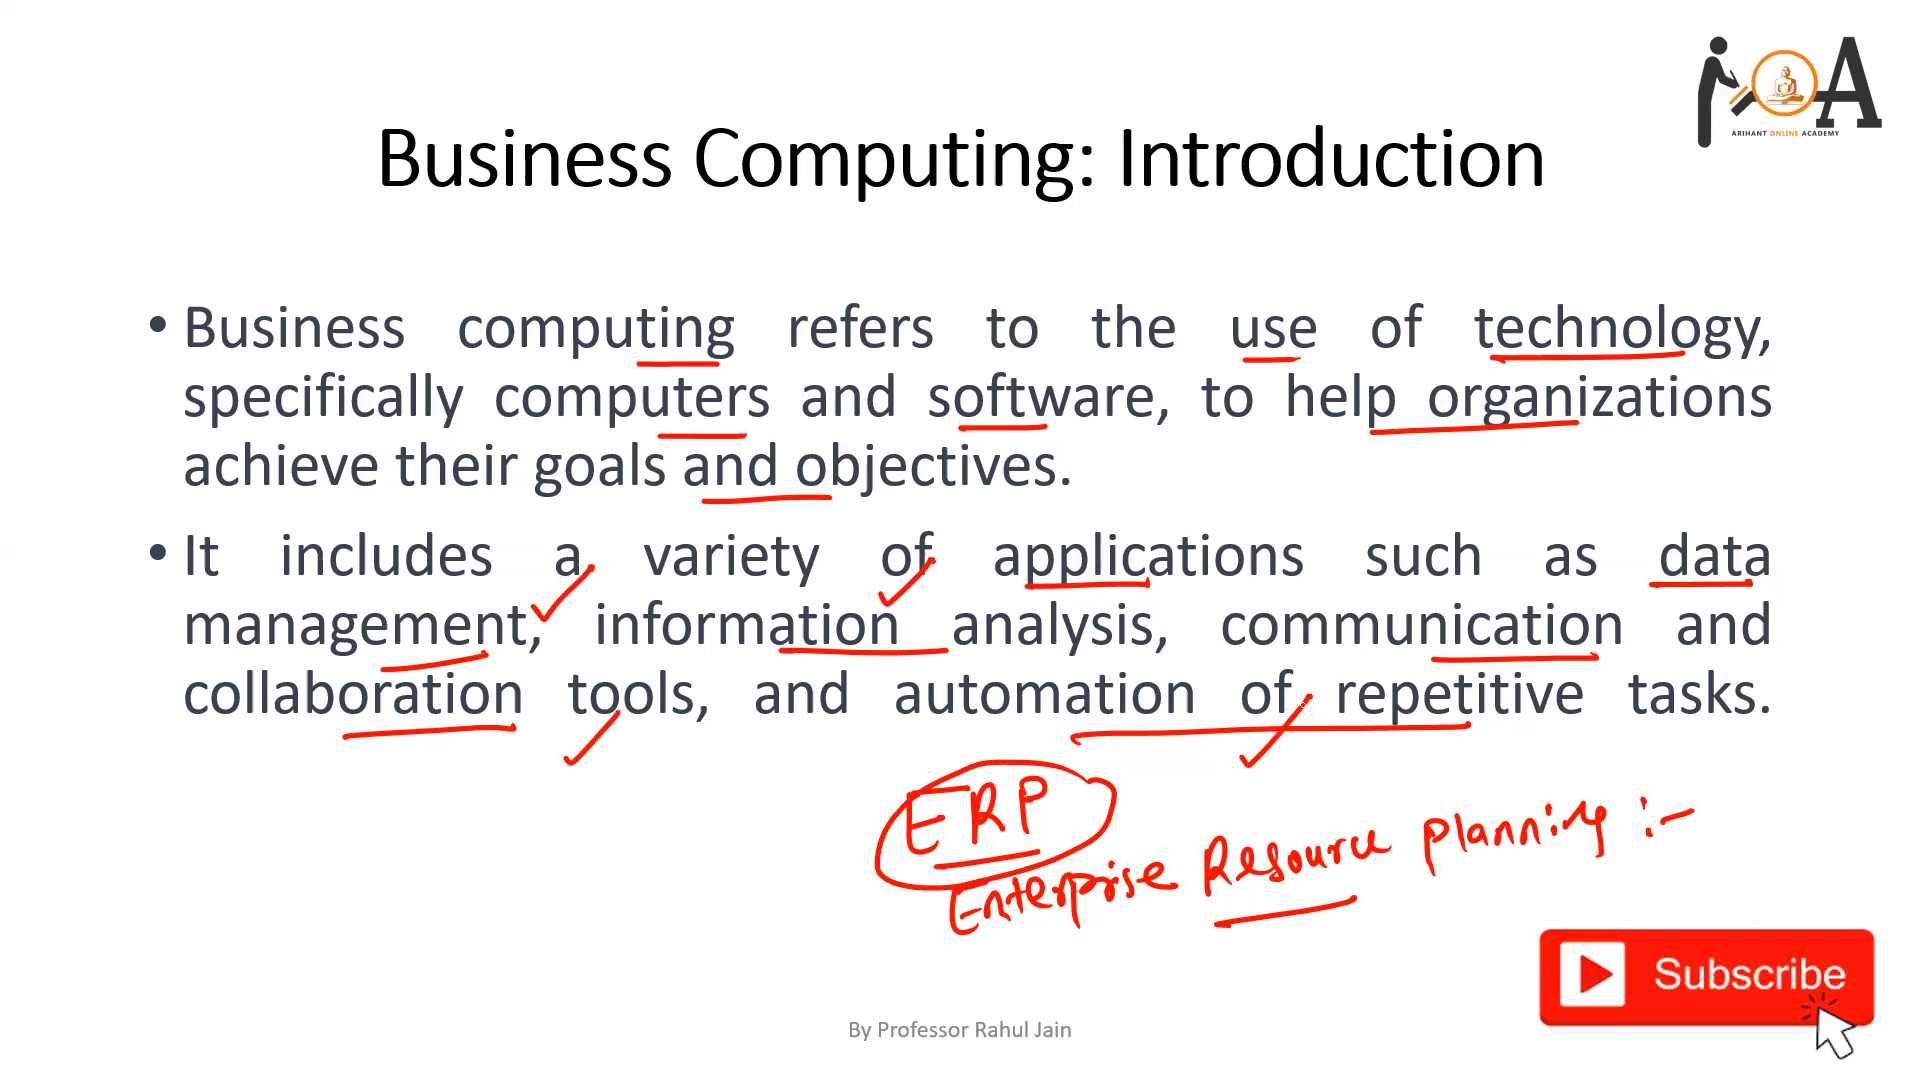 ARIHANT ONLINE ACADEMY
Business Computing: Introduction
• Business computing refers to the use of technology,
specifically computers and software, to help organizations
achieve their goals and objectives.
• It includes a variety of applications such as data
management, information analysis, communication and
collaboration tools, and automation of repetitive tasks.
ERP
Enterprise Resource Planning :-
Subscribe
By Professor Rahul Jain